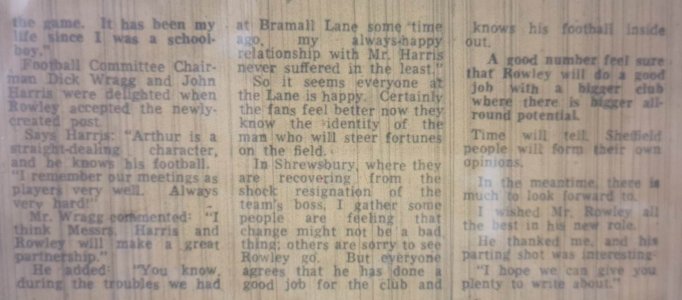 the game. It has been my
life since I was a school-
boy."
Football Committee Chair-
man Dick Wragg and John
Harris were delighted when
Rowley accepted the newly-
created post.
Says Harris: "Arthur is a
straight-dealing character,
and he knows his football.
"I remember our meetings as
players very well. Always
very hard!"
Mr. Wragg commented: "I
think Messrs. Harris and
Rowley will make a great
partnership."
He added: "You know,
during the troubles we had
at Bramall Lane some time
ago, my always-happy
relationship with Mr. Harris
never suffered in the least."
So it seems everyone at
the Lane is happy. Certainly
the fans feel better now they
know the identity of the
man who will steer fortunes
on the field.
In Shrewsbury, where they
are recovering from the
shock resignation of the
team's boss, I gather some
people are feeling that
change might not be a bad
thing; others are sorry to see
Rowley go. But everyone
agrees that he has done a
good job for the club and
knows his football inside
out.
A good number feel sure
that Rowley will do a good
job with a bigger club
where there is bigger all-
round potential.
Time will tell. Sheffield
people will form their own
opinions.
In the meantime, there is
much to look forward to.
I wished Mr. Rowley all
the best in his new role.
He thanked me, and his
parting shot was interesting:
"I hope we can give you
plenty to write about."